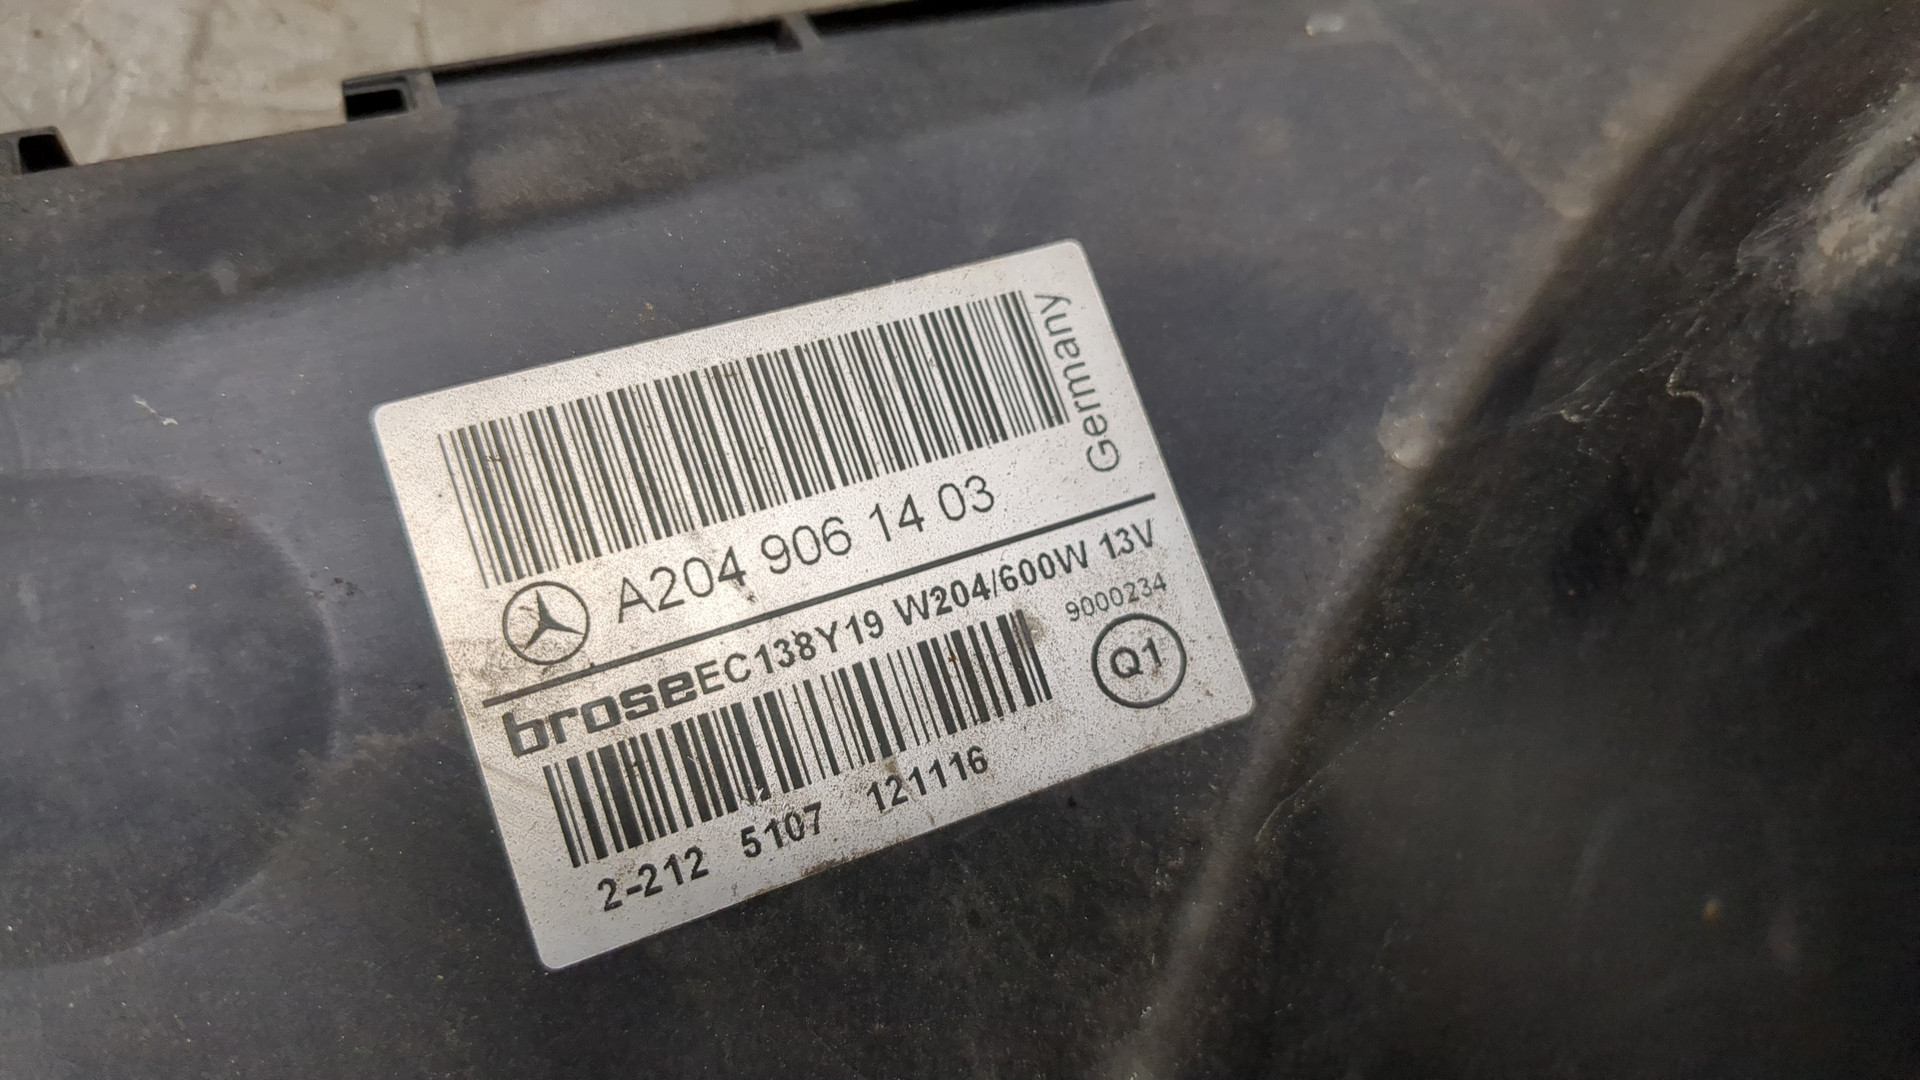 Germany
A204 906 14 03
brose EC138Y19 W204/600W 13V
9000234
Q1
2-212 5107 121116